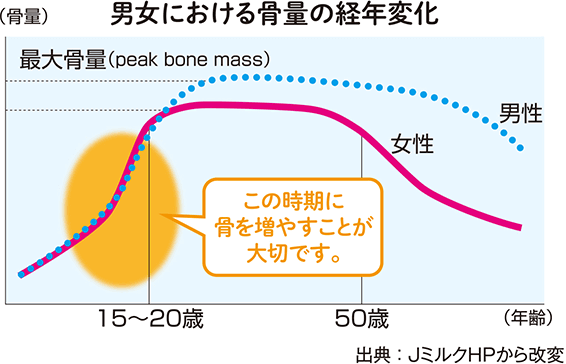 (骨量)
男女における骨量の経年変化
最大骨量(peak bone mass)
男性
女性
この時期に
骨を増やすことが
大切です。
15〜20歳
50歳
(年齢)
出典：JミルクHPから改変